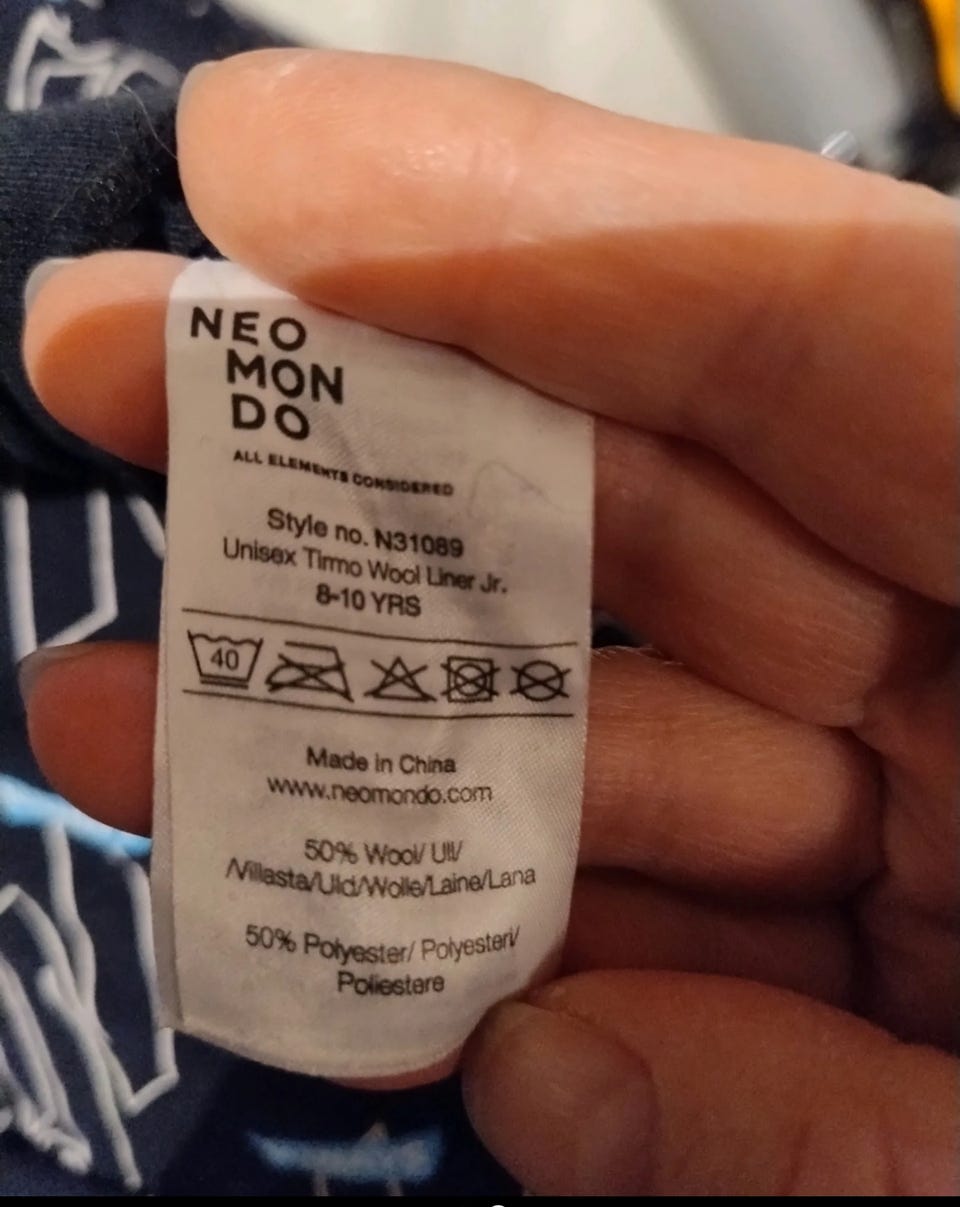 NEO
MON
DO
ALL ELEMENTS CONSIDERED
Style no. N31089
Unisex Tirmo Wool Liner Jr.
8-10 YRS
40
Made in China
www.neomondo.com
50% Wool/ Ull/
Villasta/Uld/Wolle/Laine/Lana
50% Polyester/ Polyesteri/
Poliestere